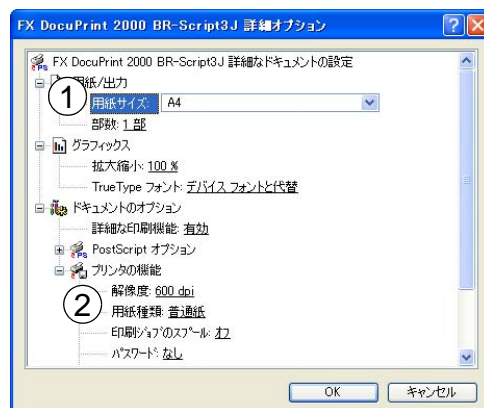 FX DocuPrint 2000 BR-Script3J 詳細オプション
FX DocuPrint 2000 BR-Script3J 詳細なドキュメントの設定
用紙/出力
1
用紙サイズ: A4
部数: 1 部
グラフィックス
拡大縮小: 100 %
TrueType フォント: デバイス フォントと代替
ドキュメントのオプション
詳細な印刷機能: 有効
PostScript オプション
プリンタの機能
解像度: 600 dpi
2
用紙種類: 普通紙
印刷ジョブのスプール: オフ
パスワード: なし
OK キャンセル